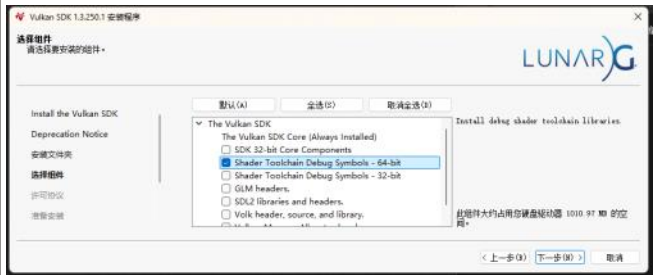 Vulkan SDK 1.3.250.1 安装程序
选择组件
请选择要安装的组件。
LUNAR)G
默认(A)
全选(S)
取消全选(D)
Install the Vulkan SDK
Deprecation Notice
安装文件夹
选择组件
许可协议
准备安装
The Vulkan SDK
The Vulkan SDK Core (Always Installed)
SDK 32-bit Core Components
Shader Toolchain Debug Symbols - 64-bit
Shader Toolchain Debug Symbols - 32-bit
GLM headers.
SDL2 libraries and headers.
Volk header, source, and library.
Install debug shader toolchain libraries.
此组件大约占用您硬盘驱动器 1010.97 MB 的空
间。
< 上一步(B)
下一步(N) >
取消